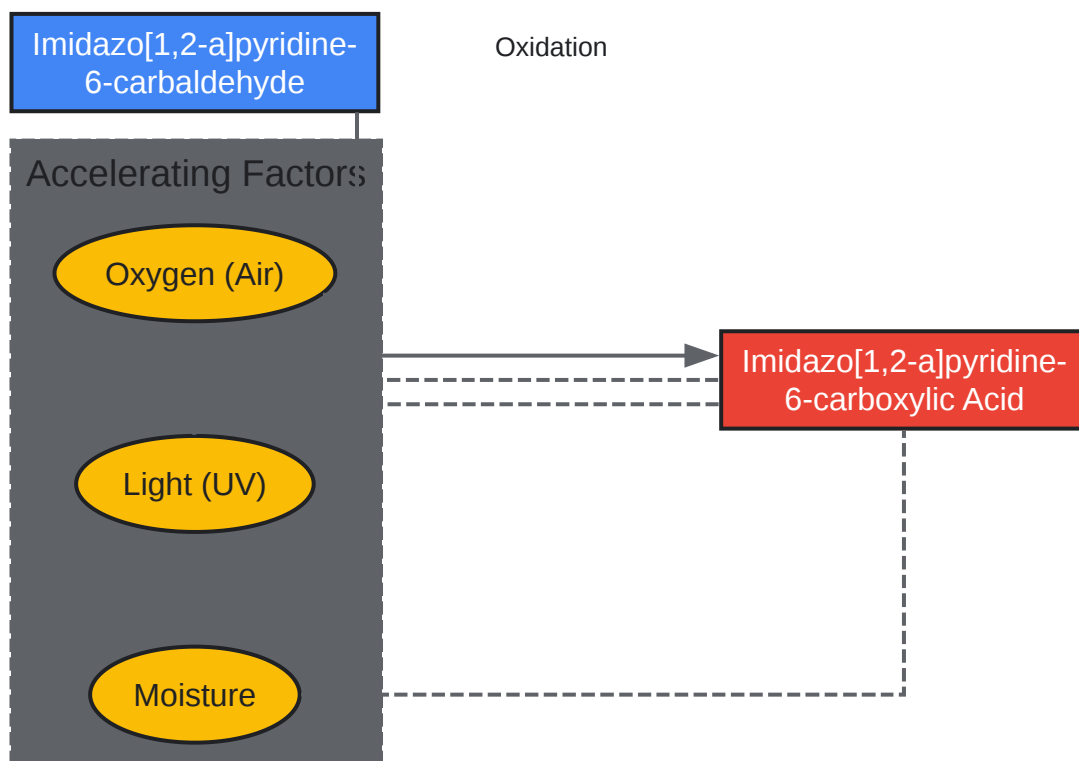 Imidazo[1,2-a]pyridine-
6-carbaldehyde
Oxidation
Accelerating Factors
Oxygen (Air)
Imidazo[1,2-a]pyridine-
6-carboxylic Acid
Light (UV)
Moisture